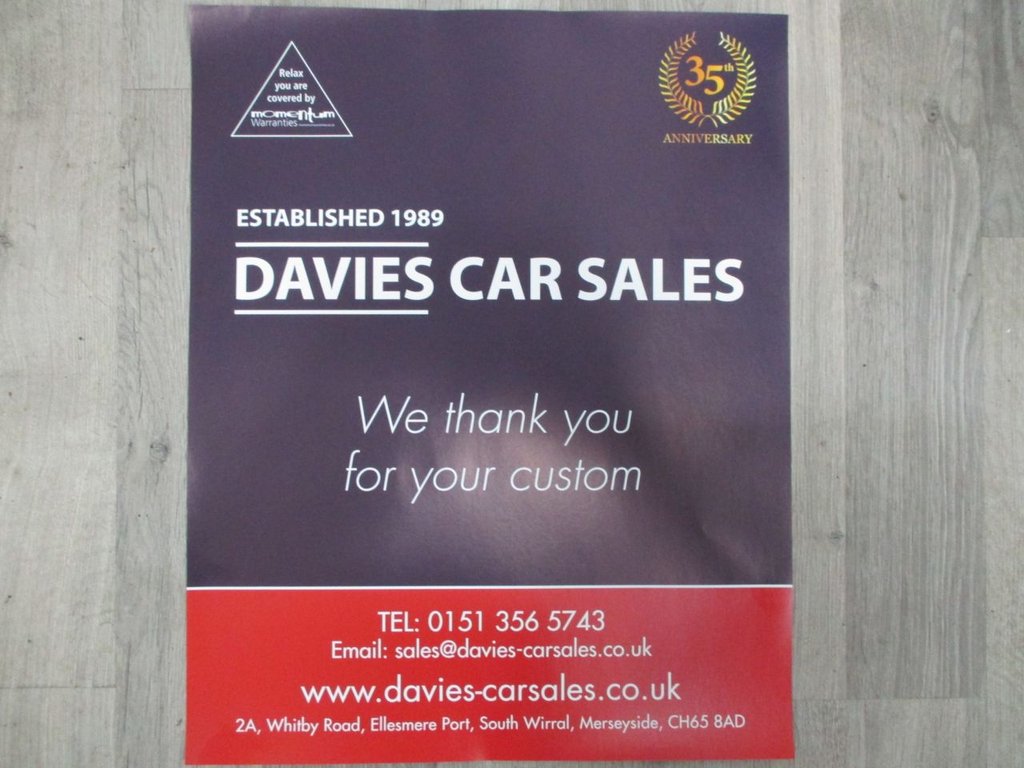 Relax
you are
covered by
momentum
Warranties
35th
ANNIVERSARY
ESTABLISHED 1989
DAVIES CAR SALES
We thank you
for your custom
TEL: 0151 356 5743
Email: sales@davies-carsales.co.uk
www.davies-carsales.co.uk
2A, Whitby Road, Ellesmere Port, South Wirral, Merseyside, CH65 8AD